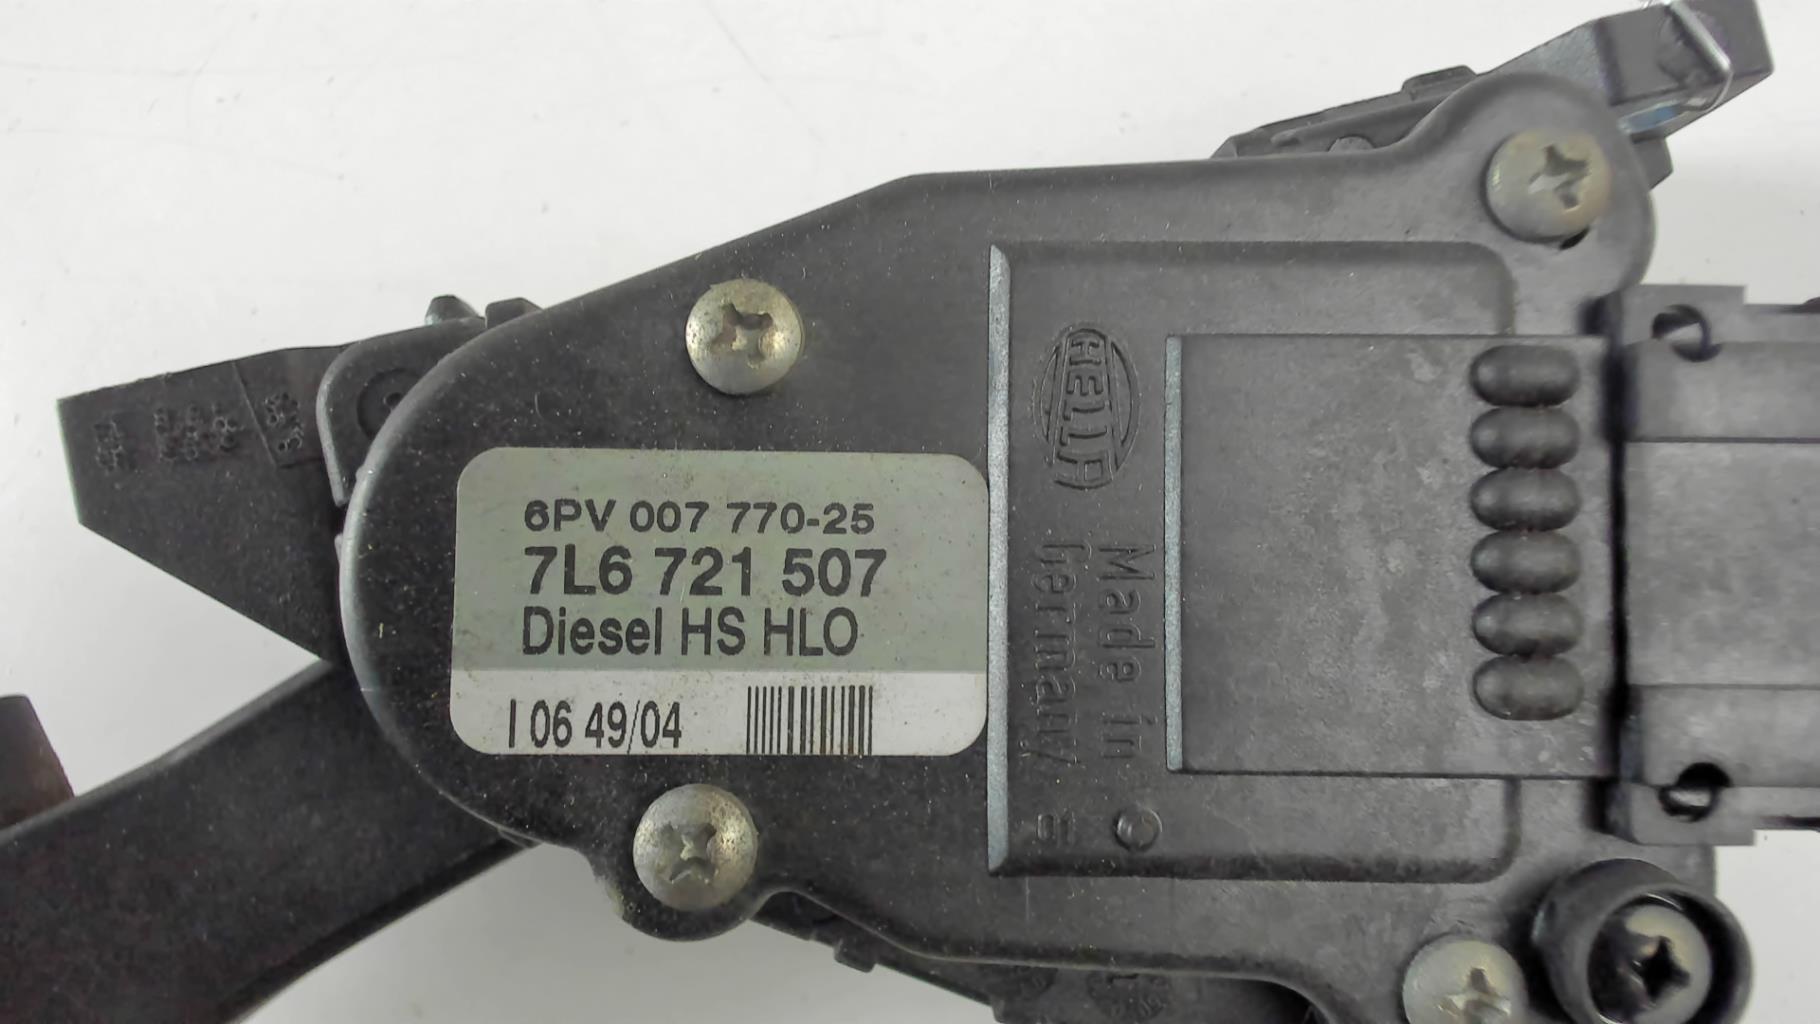 6PV 007 770-25
7L6 721 507
Diesel HS HLO
I 06 49/04
HELLA
Made in
Germany